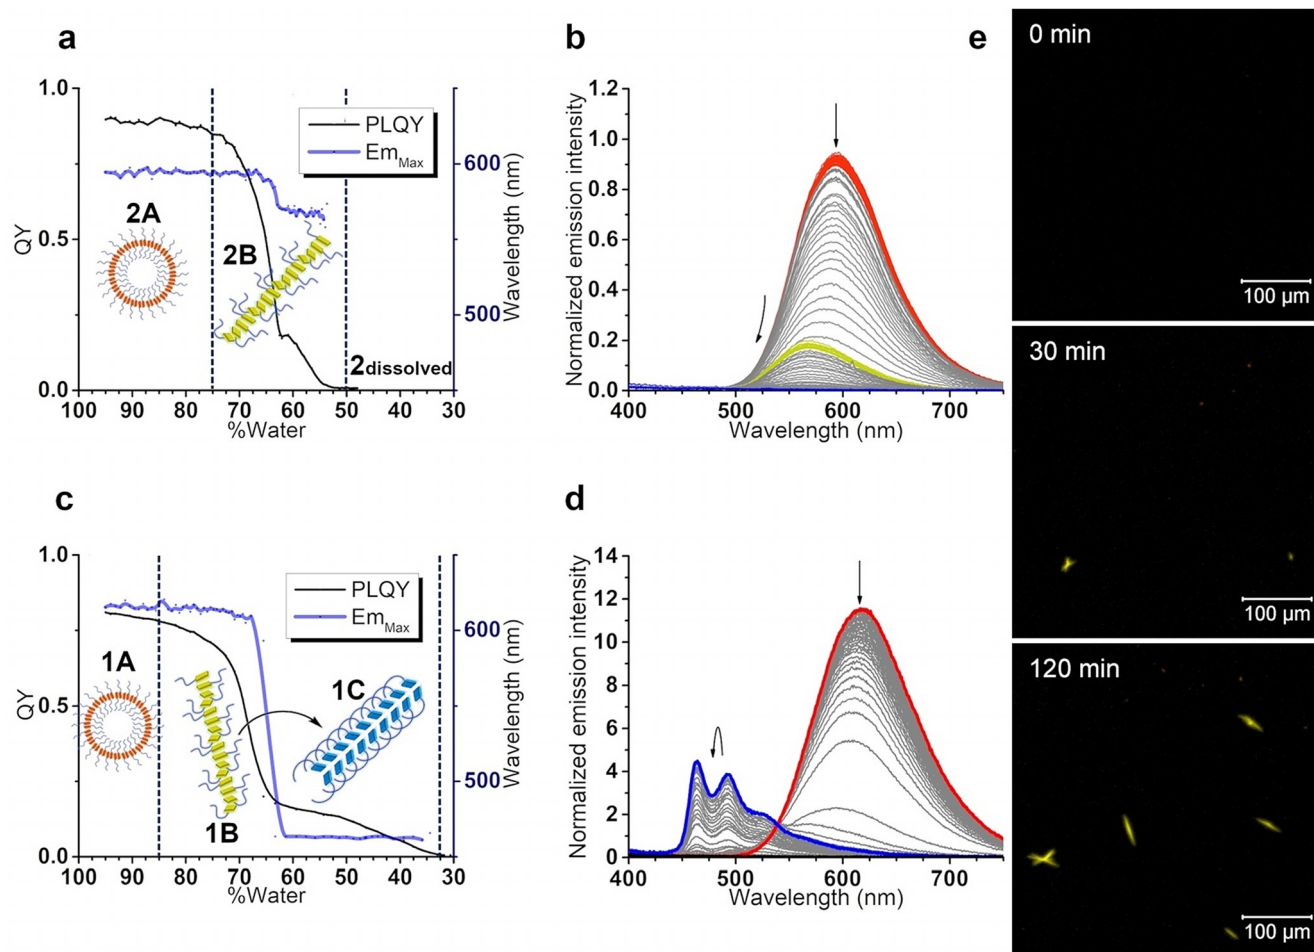 a
1.0
0.5
0.0
QY
100 90 80 70 60 50 40 30
%Water
600
500
Wavelength (nm)
PLQY
EmMax
2A
2B
2dissolved
b
1.2
1.0
0.8
0.6
0.4
0.2
0.0
Normalized emission intensity
400 500 600 700
Wavelength (nm)
c
1.0
0.5
0.0
QY
100 90 80 70 60 50 40 30
%Water
600
500
Wavelength (nm)
PLQY
EmMax
1A
1B
1C
d
14
12
10
8
6
4
2
0
Normalized emission intensity
400 500 600 700
Wavelength (nm)
e
0 min
100 µm
30 min
100 µm
120 min
100 µm